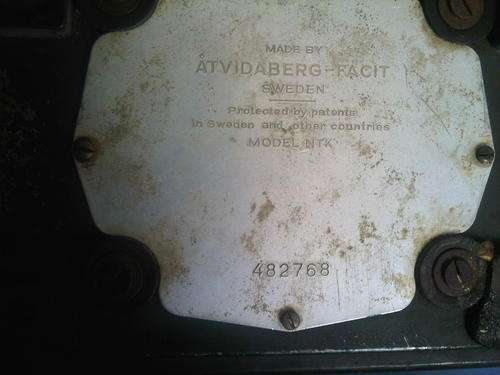 MADE BY
ÅTVIDABERG-FACIT
SWEDEN
Protected by patents
in Sweden and other countries
MODEL NTK
482768